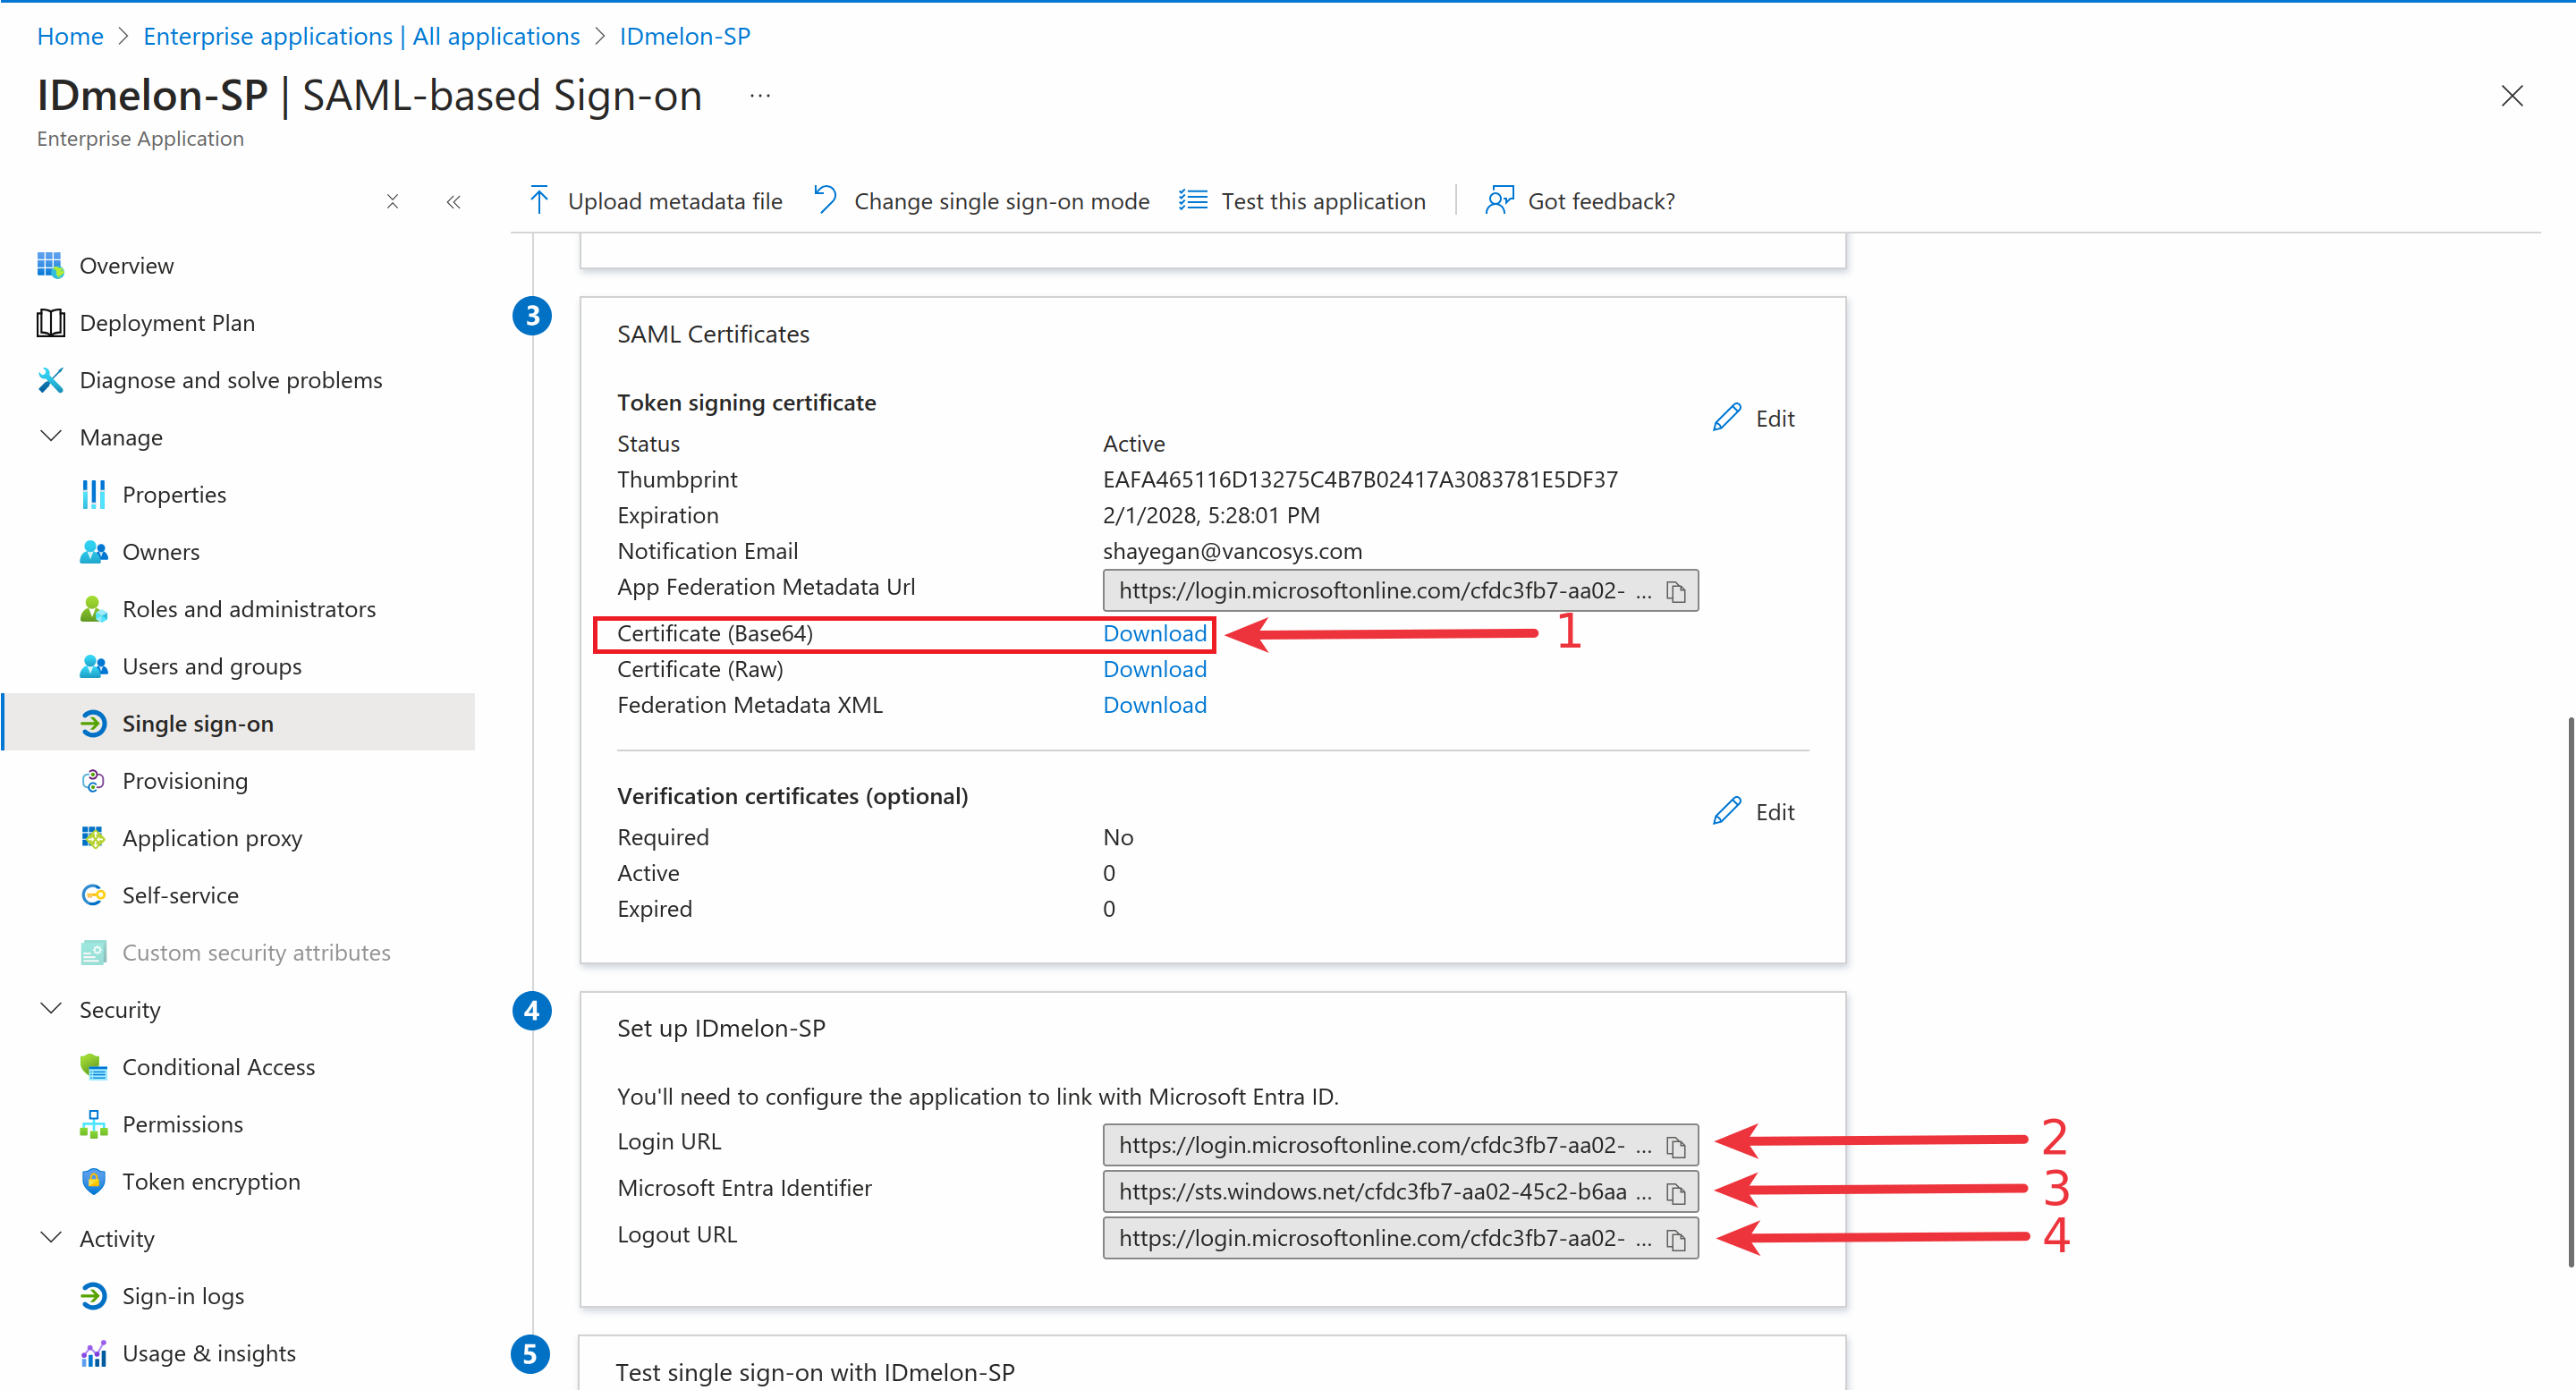 Home > Enterprise applications | All applications > IDmelon-SP
IDmelon-SP | SAML-based Sign-on ...
Enterprise Application
Upload metadata file
Change single sign-on mode
Test this application
Got feedback?
Overview
Deployment Plan
Diagnose and solve problems
Manage
Properties
Owners
Roles and administrators
Users and groups
Single sign-on
Provisioning
Application proxy
Self-service
Custom security attributes
Security
Conditional Access
Permissions
Token encryption
Activity
Sign-in logs
Usage & insights
3
SAML Certificates
Token signing certificate
Edit
Status Active
Thumbprint EAFA465116D13275C4B7B02417A3083781E5DF37
Expiration 2/1/2028, 5:28:01 PM
Notification Email shayegan@vancosys.com
App Federation Metadata Url https://login.microsoftonline.com/cfdc3fb7-aa02- ...
Certificate (Base64) Download 1
Certificate (Raw) Download
Federation Metadata XML Download
Verification certificates (optional)
Edit
Required No
Active 0
Expired 0
4
Set up IDmelon-SP
You'll need to configure the application to link with Microsoft Entra ID.
Login URL https://login.microsoftonline.com/cfdc3fb7-aa02- ... 2
Microsoft Entra Identifier https://sts.windows.net/cfdc3fb7-aa02-45c2-b6aa ... 3
Logout URL https://login.microsoftonline.com/cfdc3fb7-aa02- ... 4
5
Test single sign-on with IDmelon-SP